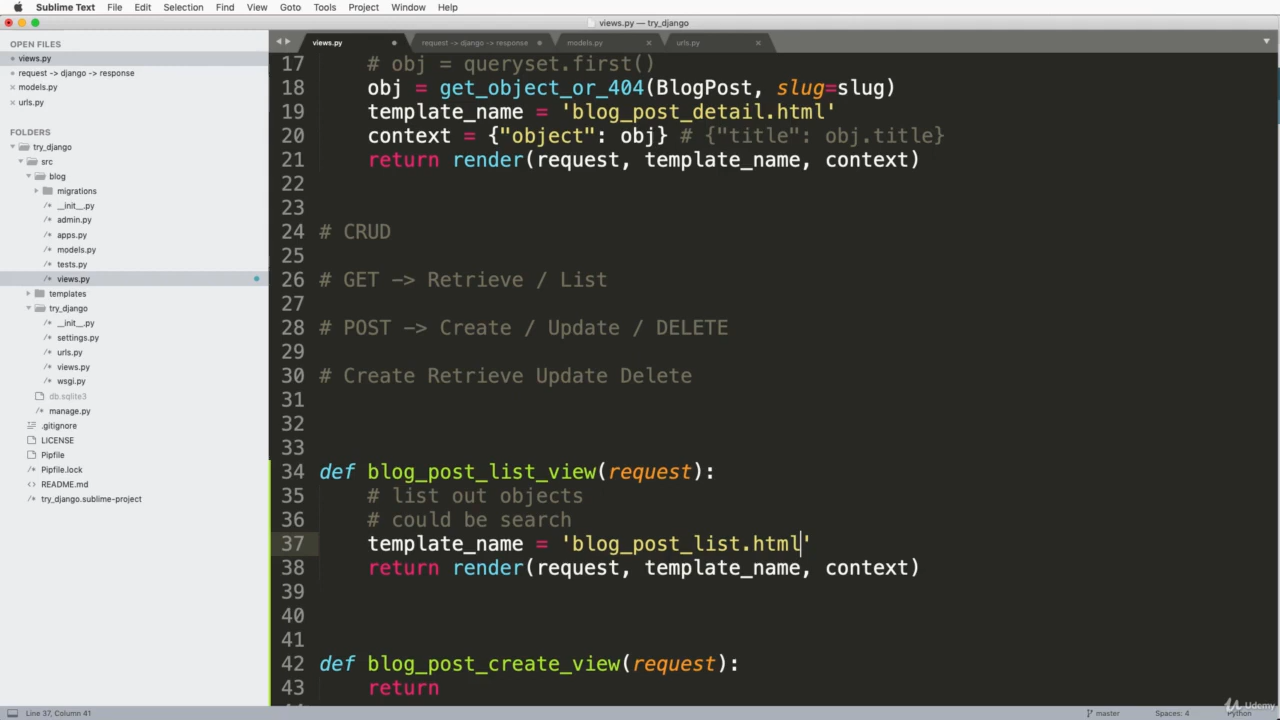 Sublime Text File Edit Selection Find View Goto Tools Project Window Help
views.py — try_django
OPEN FILES
views.py
request -> django -> response
models.py
urls.py
FOLDERS
try_django
src
blog
migrations
__init__.py
admin.py
apps.py
models.py
tests.py
views.py
templates
try_django
__init__.py
settings.py
urls.py
views.py
wsgi.py
db.sqlite3
manage.py
.gitignore
LICENSE
Pipfile
Pipfile.lock
README.md
try_django.sublime-project
views.py request -> django -> response models.py urls.py
17 # obj = queryset.first()
18 obj = get_object_or_404(BlogPost, slug=slug)
19 template_name = 'blog_post_detail.html'
20 context = {"object": obj} # {"title": obj.title}
21 return render(request, template_name, context)
22
23
24 # CRUD
25
26 # GET -> Retrieve / List
27
28 # POST -> Create / Update / DELETE
29
30 # Create Retrieve Update Delete
31
32
33
34 def blog_post_list_view(request):
35 # list out objects
36 # could be search
37 template_name = 'blog_post_list.html'
38 return render(request, template_name, context)
39
40
41
42 def blog_post_create_view(request):
43 return
Line 37, Column 41 master Spaces: 4 Python
Udemy